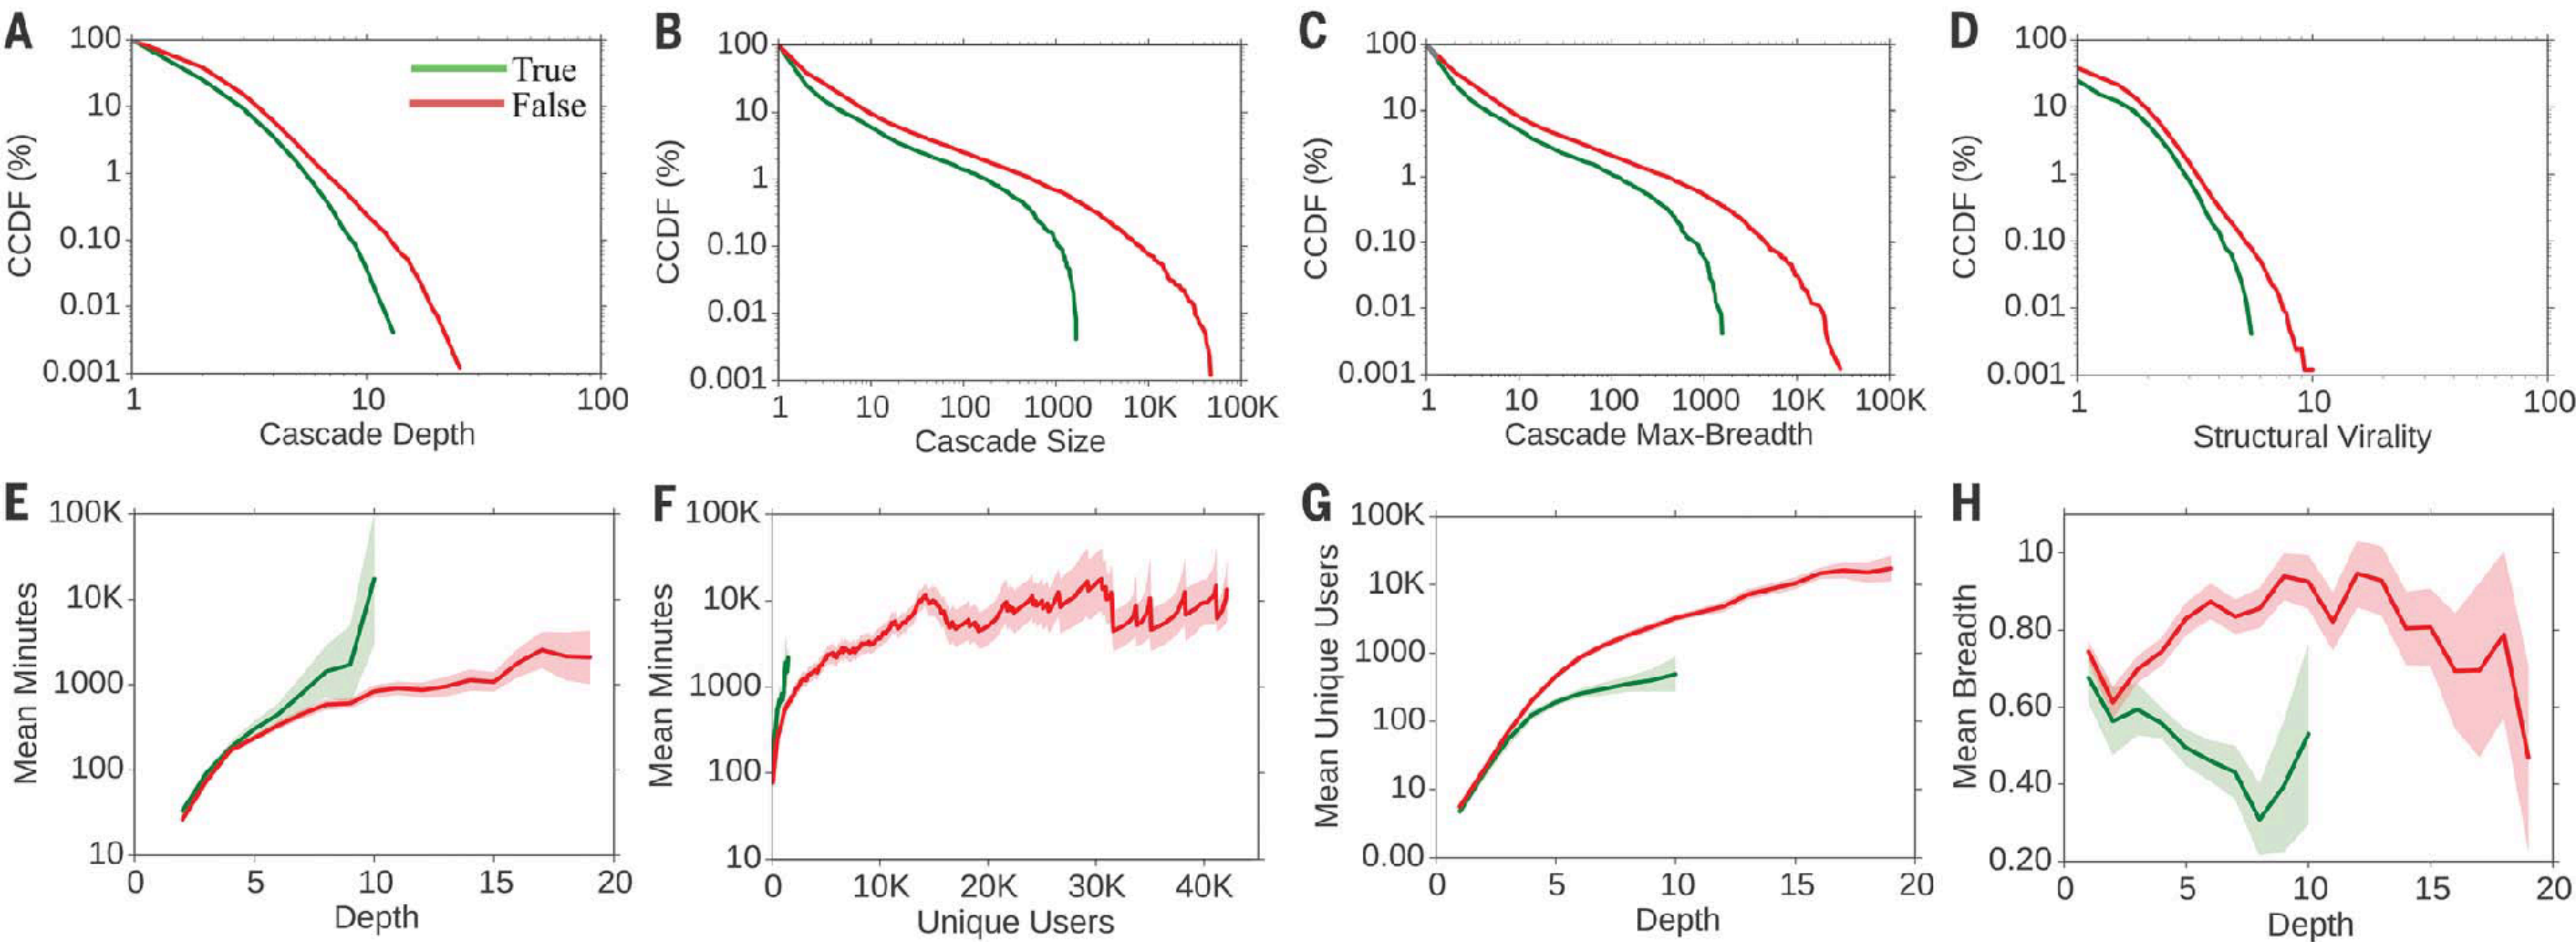 A
CCDF (%)
100
10
1
0.10
0.01
0.001
True
False
1 10 100
Cascade Depth
B
CCDF (%)
100
10
1
0.10
0.01
0.001
1 10 100 1000 10K 100K
Cascade Size
C
CCDF (%)
100
10
1
0.10
0.01
0.001
1 10 100 1000 10K 100K
Cascade Max-Breadth
D
CCDF (%)
100
10
1
0.10
0.01
0.001
1 10 100
Structural Virality
E
Mean Minutes
100K
10K
1000
100
10
0 5 10 15 20
Depth
F
Mean Minutes
100K
10K
1000
100
10
0 10K 20K 30K 40K
Unique Users
G
Mean Unique Users
100K
10K
1000
100
10
0.00
0 5 10 15 20
Depth
H
Mean Breadth
10
0.80
0.60
0.40
0.20
0 5 10 15 20
Depth